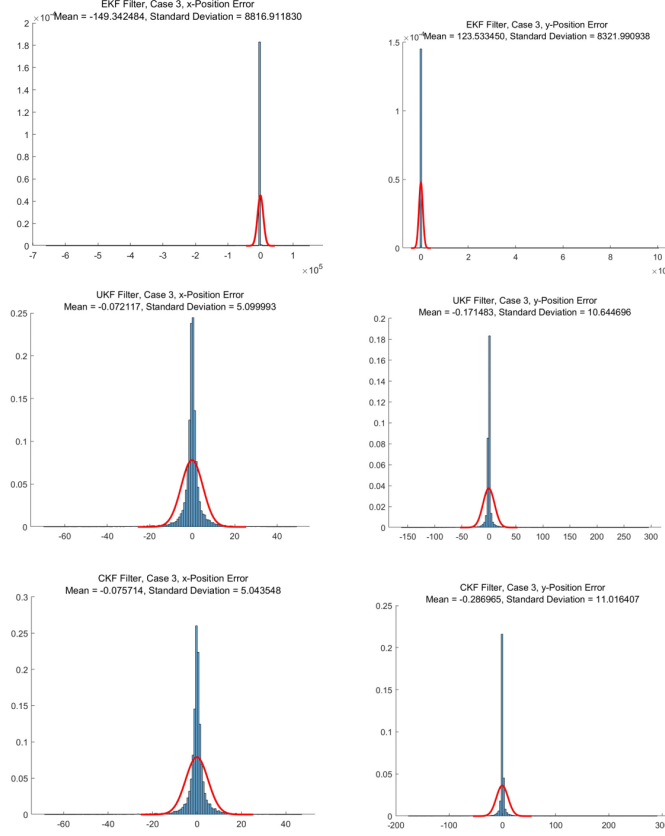 EKF Filter, Case 3, x-Position Error
Mean = -149.342484, Standard Deviation = 8816.911830
2
1.8
1.6
1.4
1.2
1
0.8
0.6
0.4
0.2
0
-7 -6 -5 -4 -3 -2 -1 0 1
×10^5
EKF Filter, Case 3, y-Position Error
Mean = 123.533450, Standard Deviation = 8321.990938
1.5
1
0.5
0
0 2 4 6 8 10
UKF Filter, Case 3, x-Position Error
Mean = -0.072117, Standard Deviation = 5.099993
0.25
0.2
0.15
0.1
0.05
0
-60 -40 -20 0 20 40
UKF Filter, Case 3, y-Position Error
Mean = -0.171483, Standard Deviation = 10.644696
0.2
0.18
0.16
0.14
0.12
0.1
0.08
0.06
0.04
0.02
0
-150 -100 -50 0 50 100 150 200 250 300
CKF Filter, Case 3, x-Position Error
Mean = -0.075714, Standard Deviation = 5.043548
0.3
0.25
0.2
0.15
0.1
0.05
0
-60 -40 -20 0 20 40
CKF Filter, Case 3, y-Position Error
Mean = -0.286965, Standard Deviation = 11.016407
0.25
0.2
0.15
0.1
0.05
0
-200 -100 0 100 200